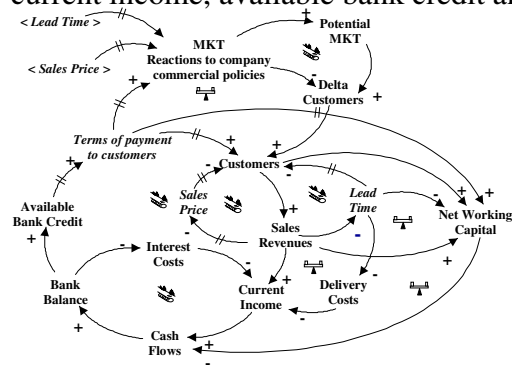 current income, available bank credit a
< Lead Time >
Potential
MKT
MKT
Reactions to company
commercial policies
< Sales Price >
Delta
Customers
Terms of payment
to customers
Customers
Sales
Price
Lead
Time
Available
Bank Credit
Net Working
Capital
Sales
Revenues
Interest
Costs
Bank
Balance
Current
Income
Delivery
Costs
Cash
Flows